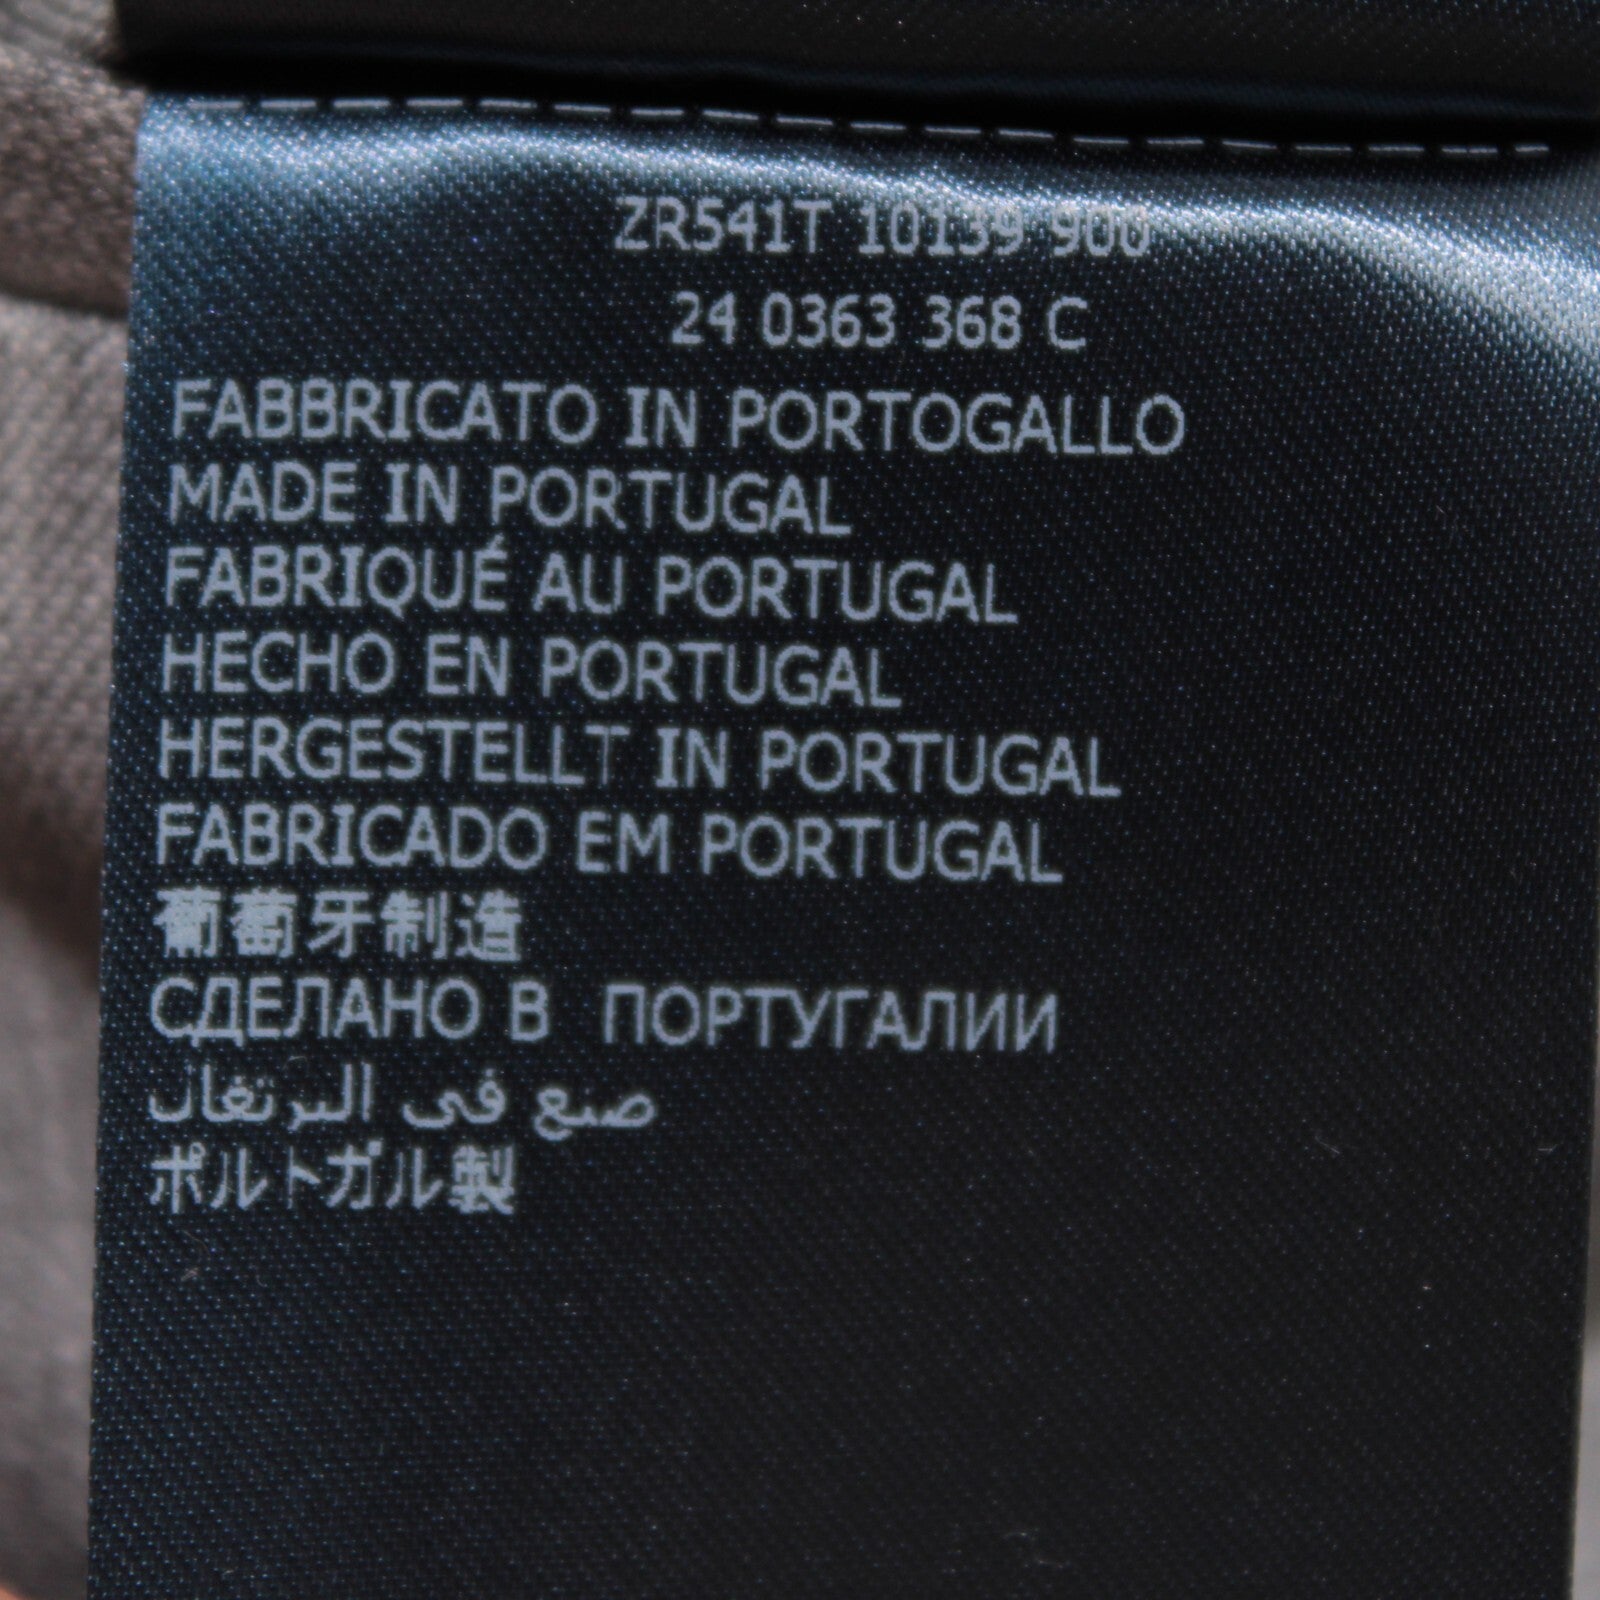 ZR541T 10139 900
24 0363 368 C
FABBRICATO IN PORTOGALLO
MADE IN PORTUGAL
FABRIQUÉ AU PORTUGAL
HECHO EN PORTUGAL
HERGESTELLT IN PORTUGAL
FABRICADO EM PORTUGAL
葡萄牙制造
СДЕЛАНО В ПОРТУГАЛИИ
صنع في البرتغال
ポルトガル製